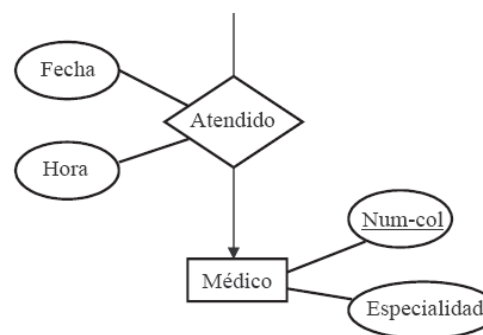 Fecha
Atendido
Hora
Num-col
Médico
Especialidad